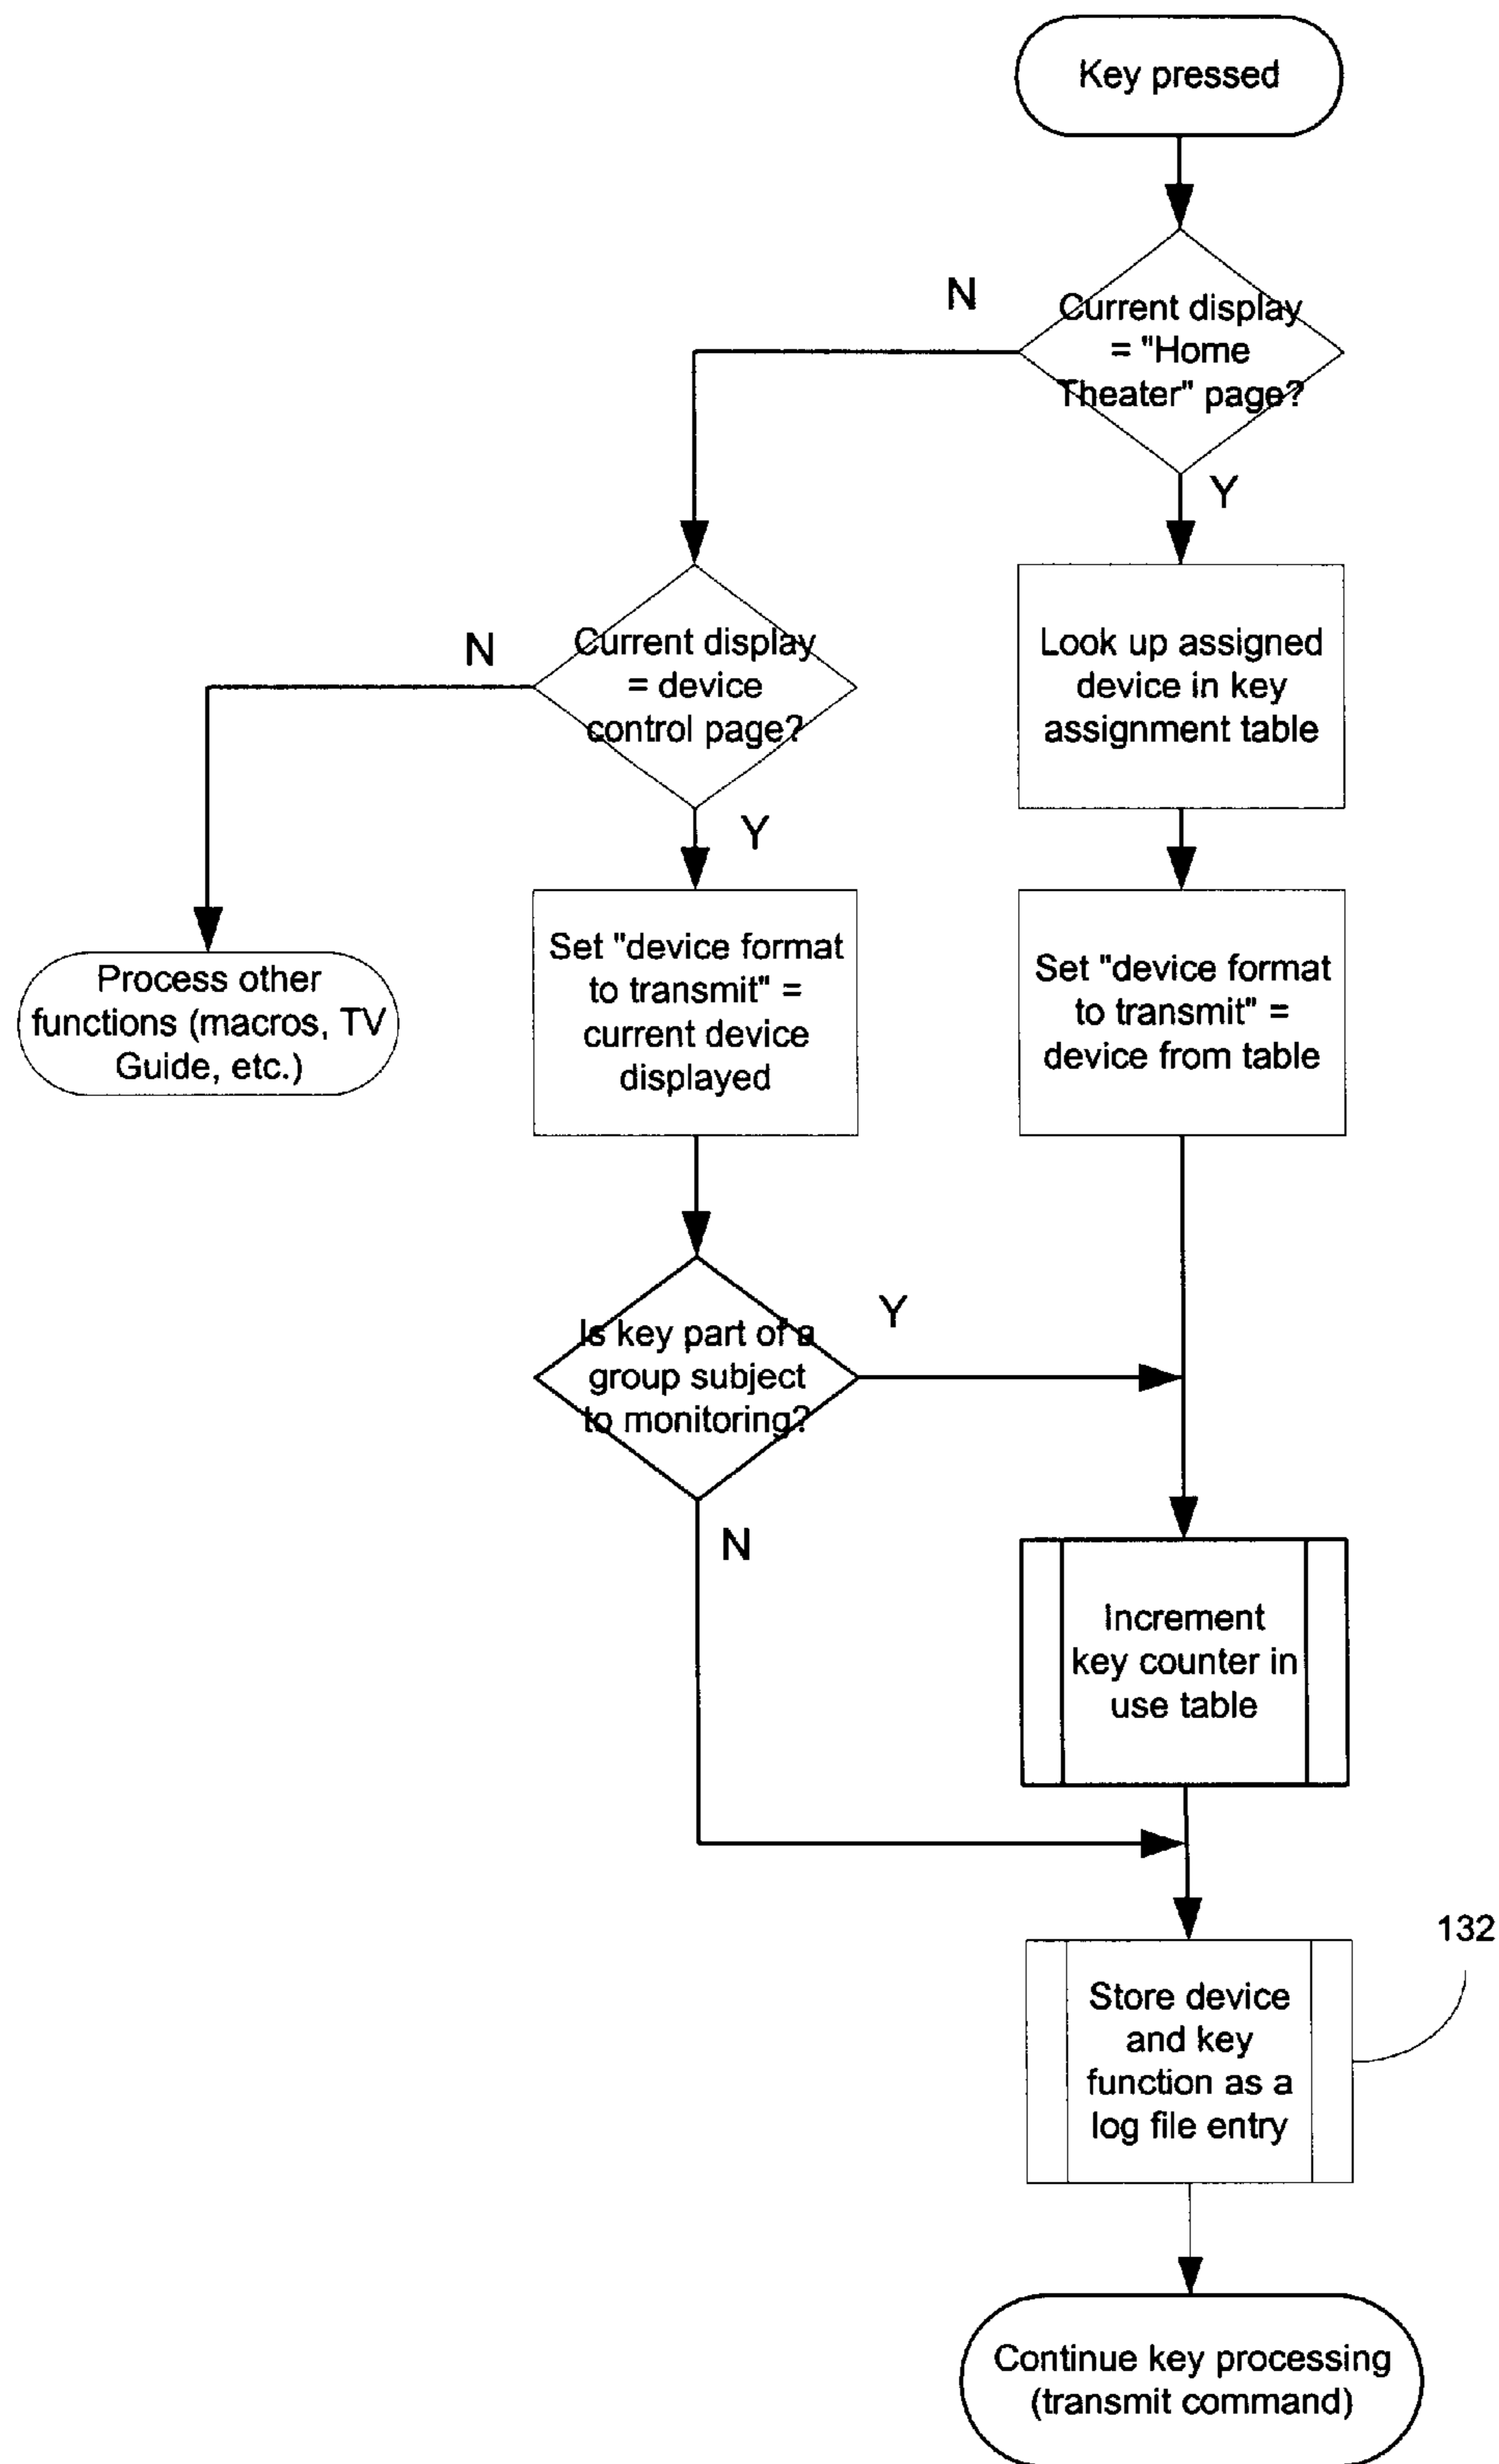 Key pressed
N
Current display
= "Home
Theater" page?
Y
N
Current display
= device
control page?
Y
Look up assigned
device in key
assignment table
Process other
functions (macros, TV
Guide, etc.)
Set "device format
to transmit" =
current device
displayed
Set "device format
to transmit" =
device from table
Is key part of a
group subject
to monitoring?
Y
N
Increment
key counter in
use table
132
Store device
and key
function as a
log file entry
Continue key processing
(transmit command)